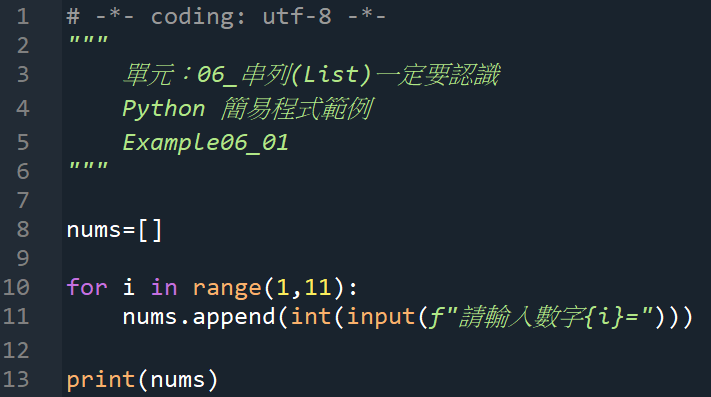 1 # -*- coding: utf-8 -*-
2 """
3     單元：06_串列(List)一定要認識
4     Python 簡易程式範例
5     Example06_01
6 """
7
8 nums=[]
9
10 for i in range(1,11):
11     nums.append(int(input(f"請輸入數字{i}=")))
12
13 print(nums)